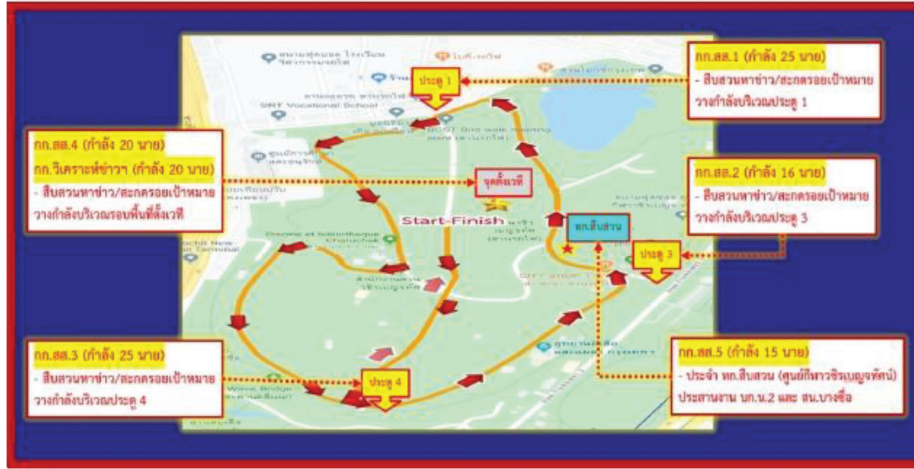 กก.สส.1 (กำลัง 25 นาย)
- สืบสวนหาข่าว/สะกดรอยเป้าหมาย
วางกำลังบริเวณประตู 1
ประตู 1
SRT Vocational School
กก.สส.4 (กำลัง 20 นาย)
กก.วิเคราะห์ข่าวฯ (กำลัง 20 นาย)
- สืบสวนหาข่าว/สะกดรอยเป้าหมาย
วางกำลังบริเวณรอบพื้นที่ตั้งเวที
จุดตั้งเวที
กก.สส.2 (กำลัง 16 นาย)
- สืบสวนหาข่าว/สะกดรอยเป้าหมาย
วางกำลังบริเวณประตู 3
Start-Finish
ทก.สืบสวน
ประตู 3
กก.สส.3 (กำลัง 25 นาย)
- สืบสวนหาข่าว/สะกดรอยเป้าหมาย
วางกำลังบริเวณประตู 4
ประตู 4
กก.สส.5 (กำลัง 15 นาย)
- ประจำ ทก.สืบสวน (ศูนย์กีฬาวชิรเบญจทัศน์)
ประสานงาน บก.น.2 และ สน.บางซื่อ